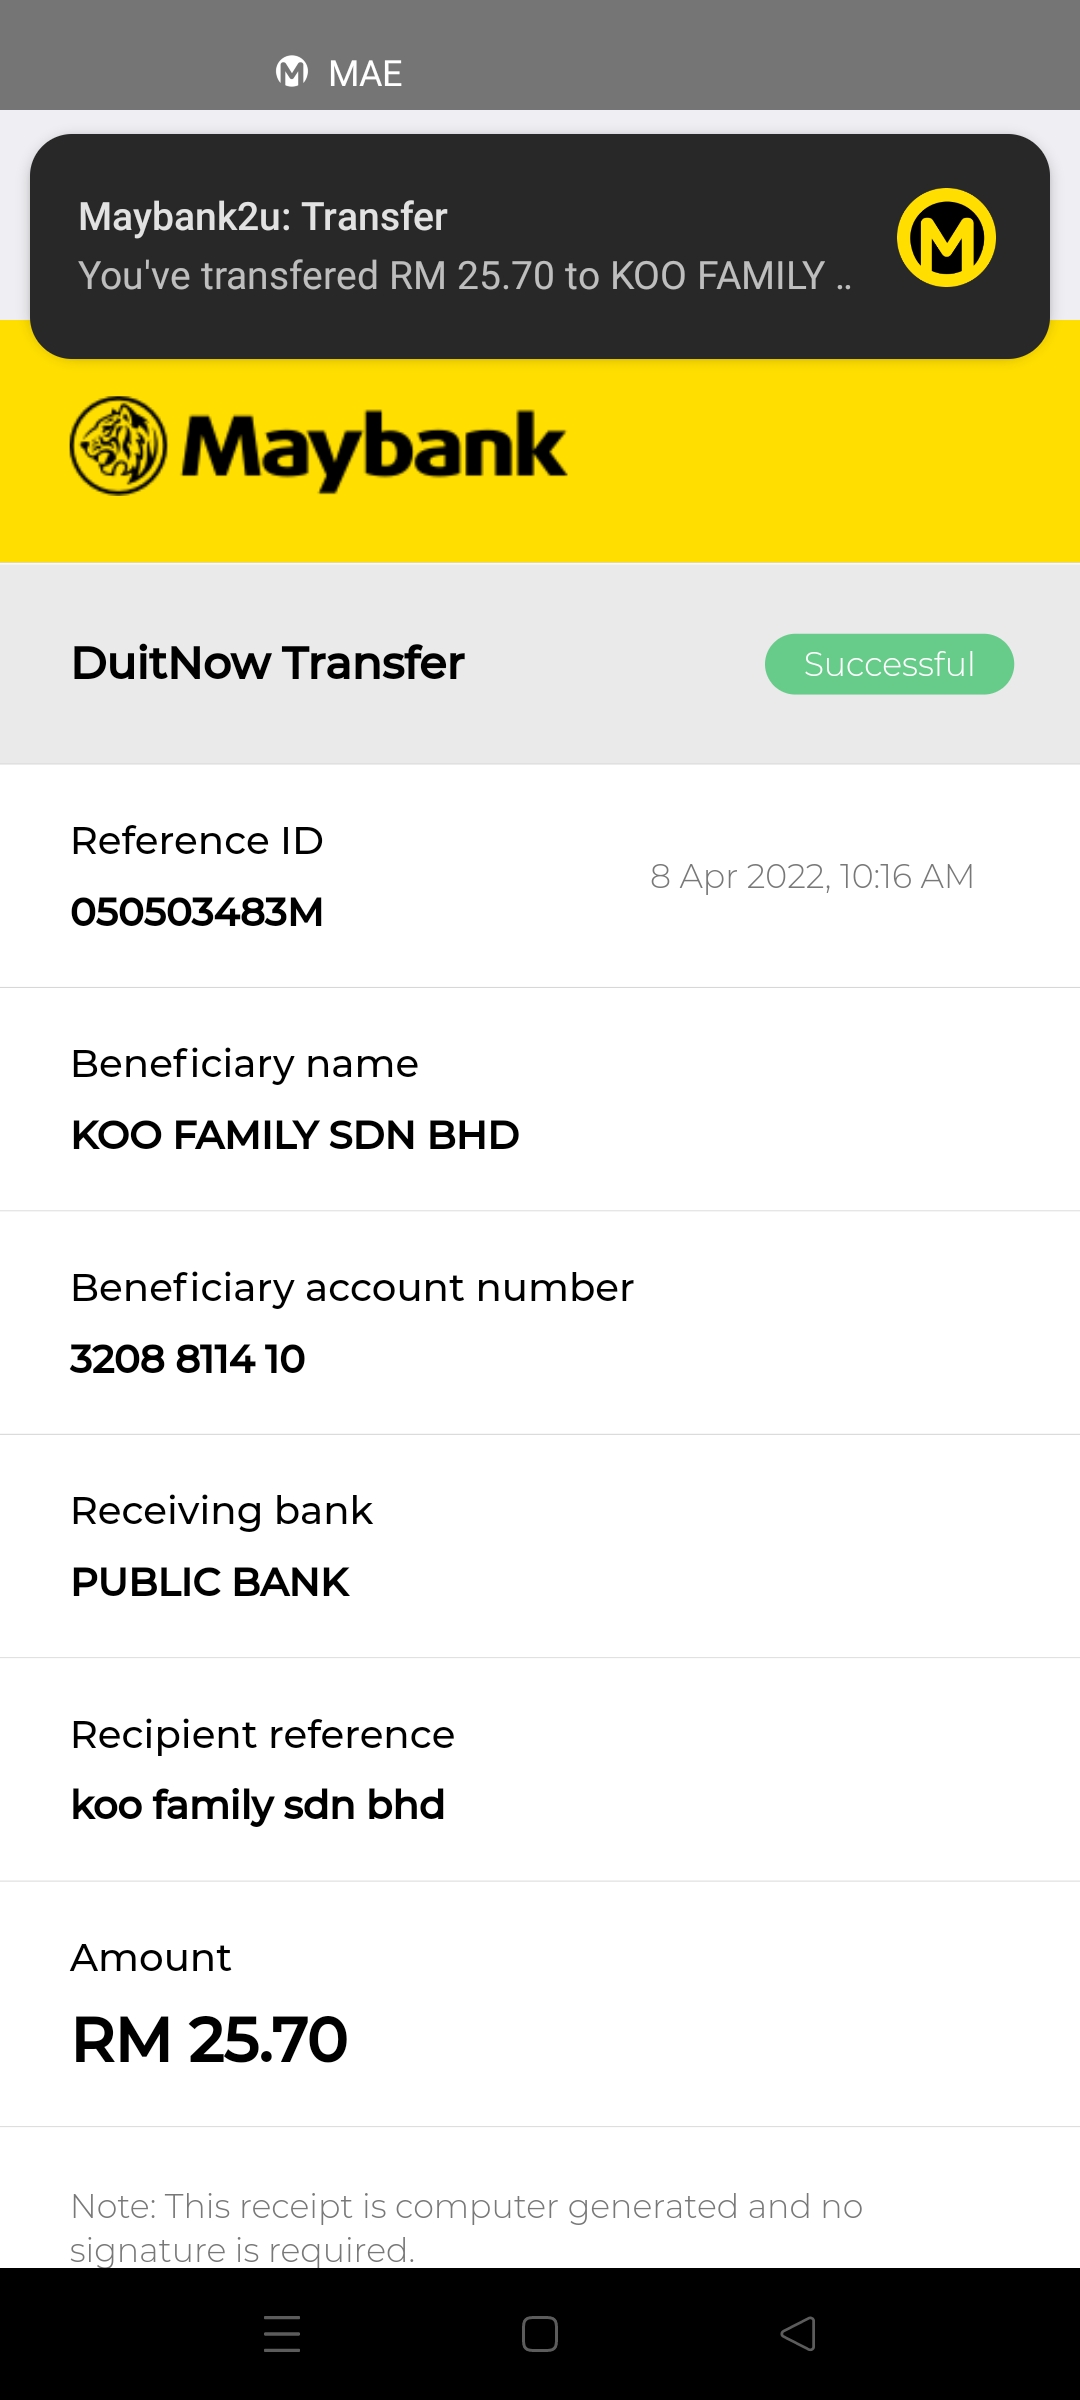 MAE
Maybank2u: Transfer
You've transfered RM 25.70 to KOO FAMILY ..
Maybank
DuitNow Transfer
Successful
Reference ID
8 Apr 2022, 10:16 AM
050503483M
Beneficiary name
KOO FAMILY SDN BHD
Beneficiary account number
3208 8114 10
Receiving bank
PUBLIC BANK
Recipient reference
koo family sdn bhd
Amount
RM 25.70
Note: This receipt is computer generated and no
signature is required.